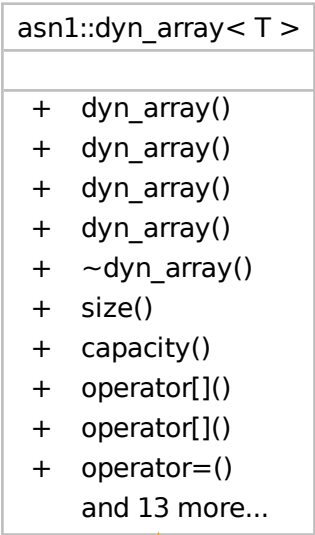 asn1::dyn_array< T >
+ dyn_array()
+ dyn_array()
+ dyn_array()
+ dyn_array()
+ ~dyn_array()
+ size()
+ capacity()
+ operator[]()
+ operator[]()
+ operator=()
and 13 more...